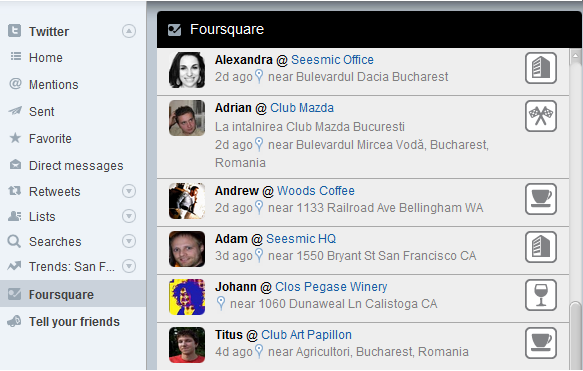 Twitter
Home
Mentions
Sent
Favorite
Direct messages
Retweets
Lists
Searches
Trends: San F...
Foursquare
Tell your friends
Foursquare
Alexandra @ Seesmic Office
2d ago near Bulevardul Dacia Bucharest
Adrian @ Club Mazda
La intalnirea Club Mazda Bucuresti
2d ago near Bulevardul Mircea Vodă, Bucharest,
Romania
Andrew @ Woods Coffee
2d ago near 1133 Railroad Ave Bellingham WA
Adam @ Seesmic HQ
3d ago near 1550 Bryant St San Francisco CA
Johann @ Clos Pegase Winery
near 1060 Dunaweal Ln Calistoga CA
Titus @ Club Art Papillon
4d ago near Agricultori, Bucharest, Romania